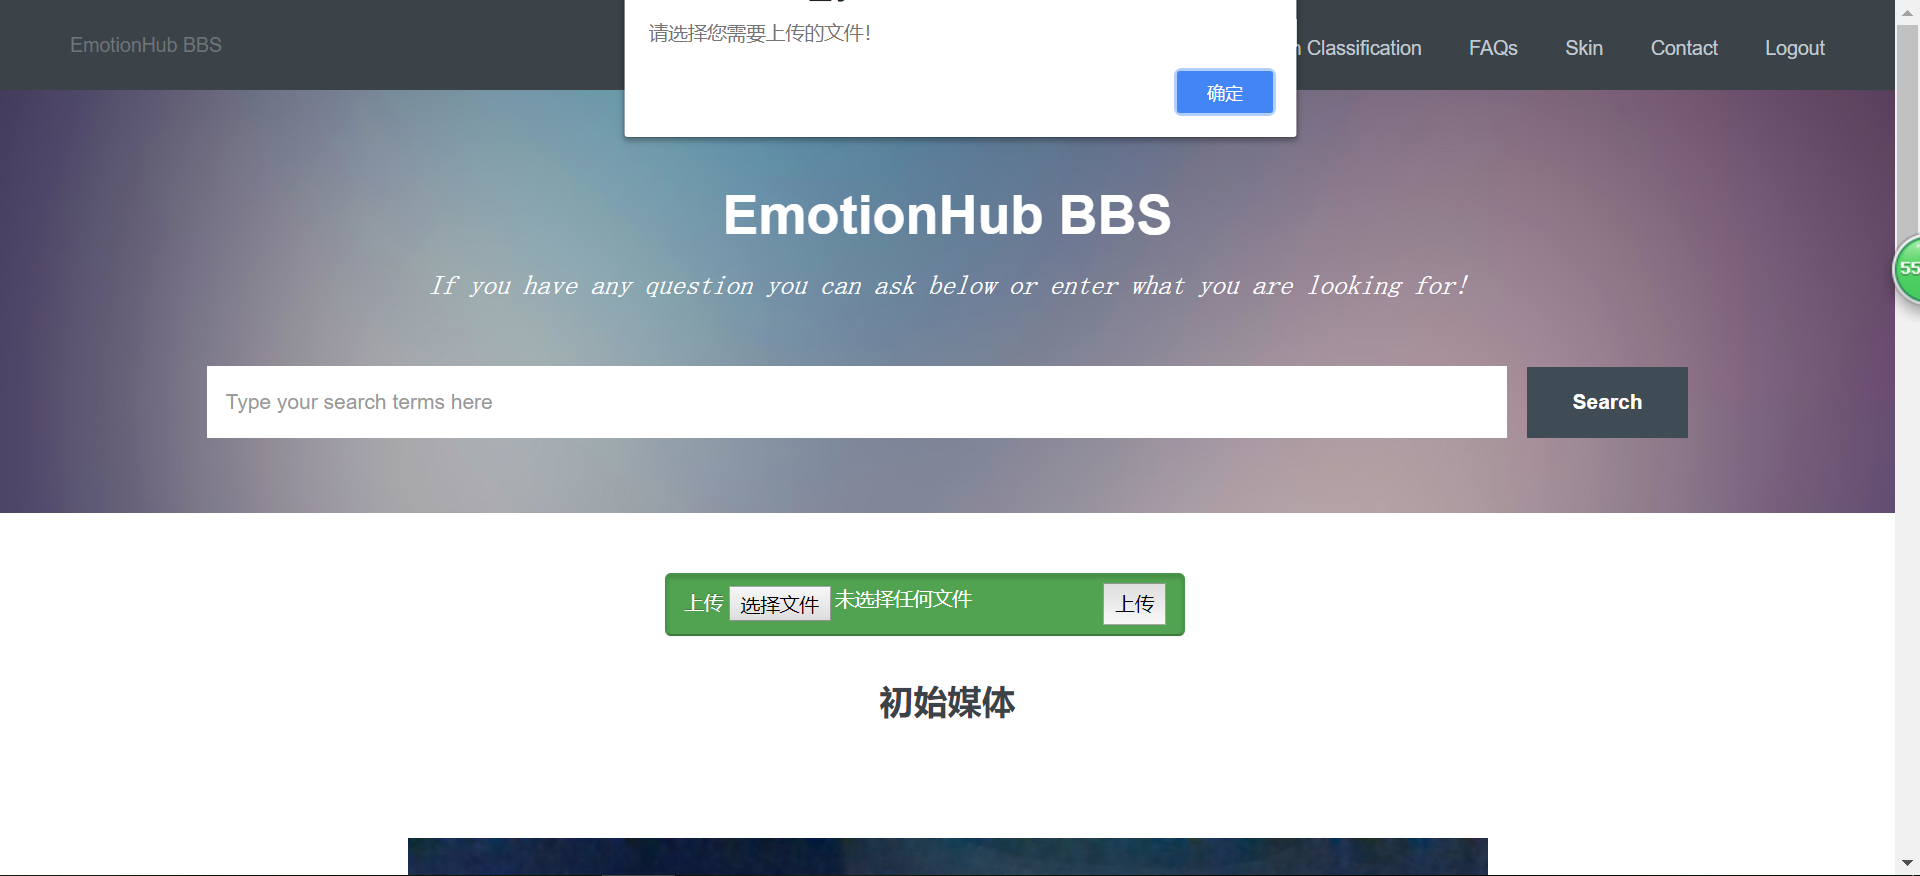 请选择您需要上传的文件!
确定
EmotionHub BBS
Classification
FAQs
Skin
Contact
Logout
EmotionHub BBS
If you have any question you can ask below or enter what you are looking for!
Type your search terms here
Search
55
上传 选择文件 未选择任何文件 上传
初始媒体